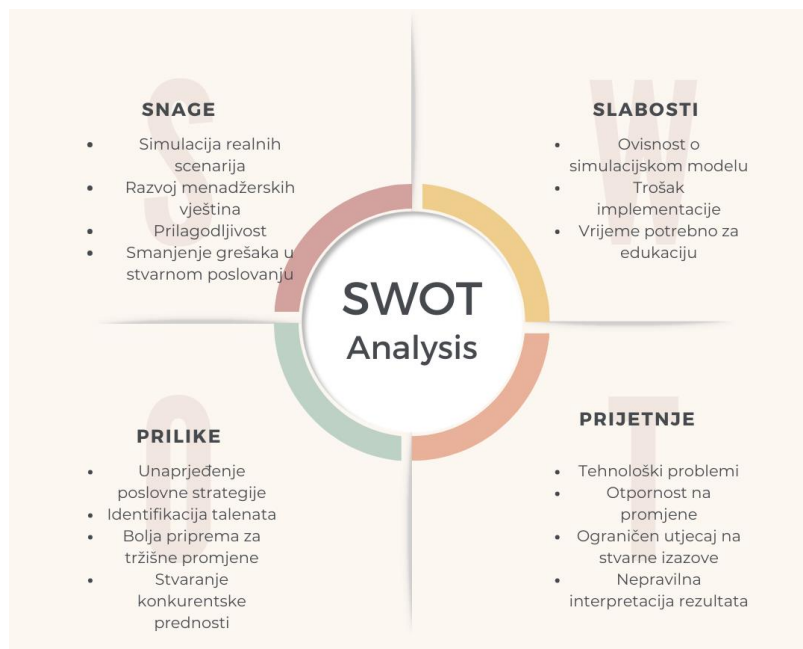 S
SNAGE
• Simulacija realnih
scenarija
• Razvoj menadžerskih
vještina
• Prilagodljivost
• Smanjenje grešaka u
stvarnom poslovanju
W
SLABOSTI
• Ovisnost o
simulacijskom modelu
• Trošak
implementacije
• Vrijeme potrebno za
edukaciju
SWOT
Analysis
O
PRILIKE
• Unaprjeđenje
poslovne strategije
• Identifikacija talenata
• Bolja priprema za
tržišne promjene
• Stvaranje
konkurentske
prednosti
T
PRIJETNJE
• Tehnološki problemi
• Otpornost na
promjene
• Ograničen utjecaj na
stvarne izazove
• Nepravilna
interpretacija rezultata